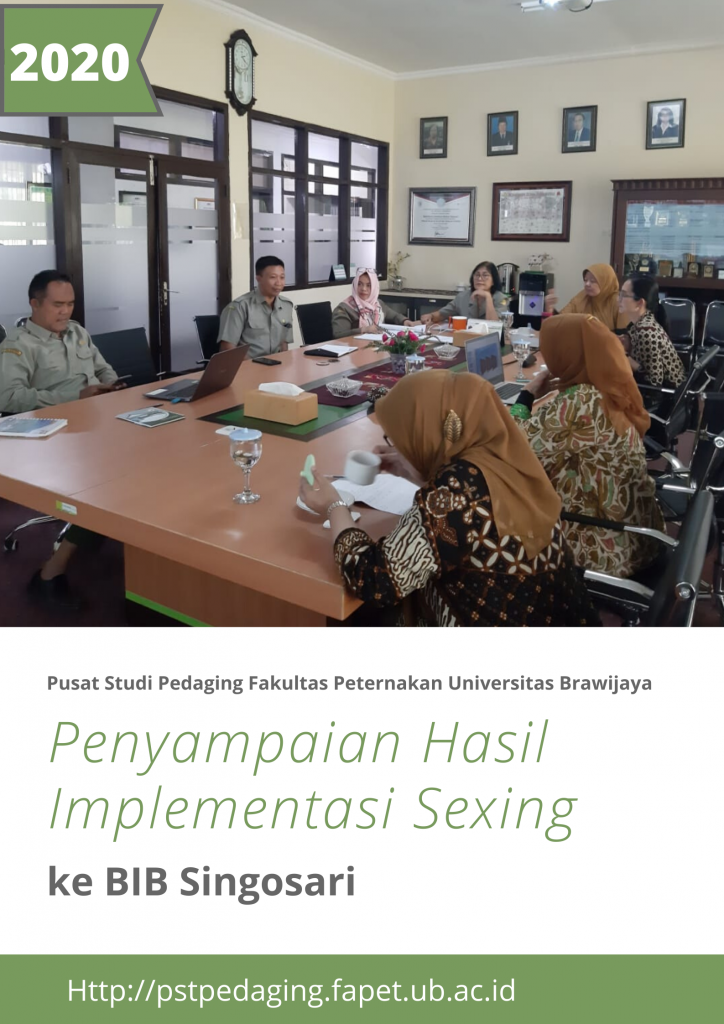 2020
Pusat Studi Pedaging Fakultas Peternakan Universitas Brawijaya
Penyampaian Hasil
Implementasi Sexing
ke BIB Singosari
Http://pstpedaging.fapet.ub.ac.id